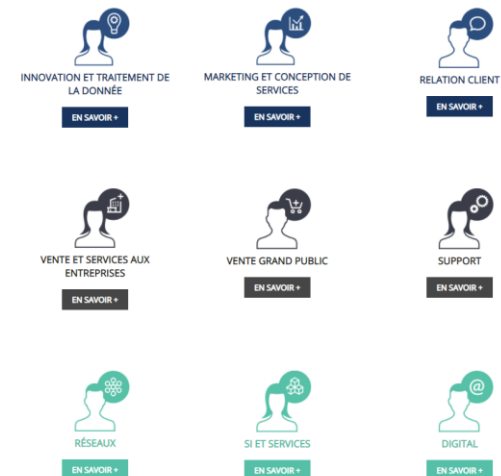 INNOVATION ET TRAITEMENT DE
LA DONNÉE
EN SAVOIR +
MARKETING ET CONCEPTION DE
SERVICES
EN SAVOIR +
RELATION CLIENT
EN SAVOIR +
VENTE ET SERVICES AUX
ENTREPRISES
EN SAVOIR +
VENTE GRAND PUBLIC
EN SAVOIR +
SUPPORT
EN SAVOIR +
RÉSEAUX
EN SAVOIR +
SI ET SERVICES
EN SAVOIR +
@
DIGITAL
EN SAVOIR +